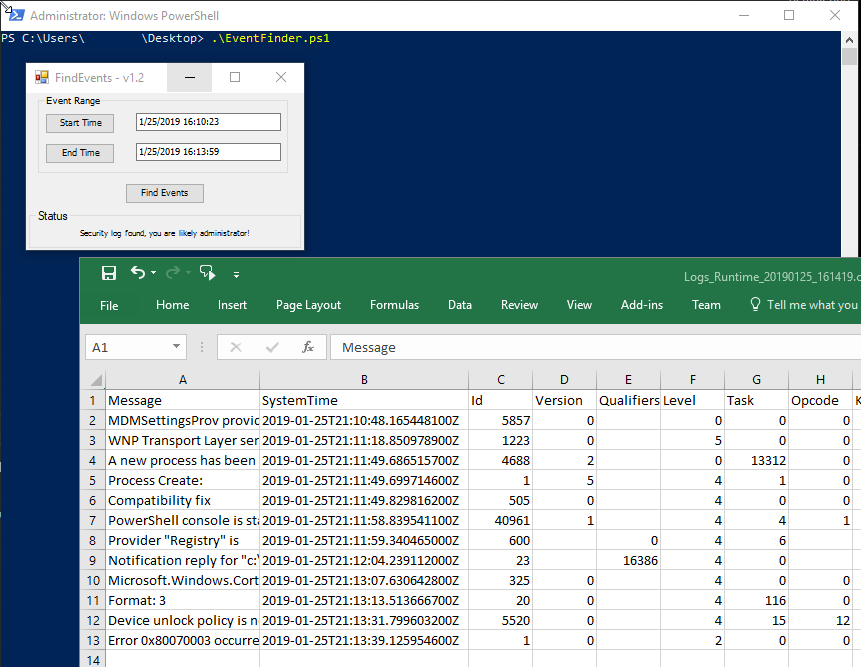 Administrator: Windows PowerShell
PS C:\Users\ \Desktop> .\EventFinder.ps1
FindEvents - v1.2
Event Range
Start Time 1/25/2019 16:10:23
End Time 1/25/2019 16:13:59
Find Events
Status
Security log found, you are likely administrator!
Logs_Runtime_20190125_161419.c
File Home Insert Page Layout Formulas Data Review View Add-ins Team Tell me what you
A1 fx Message
A B C D E F G H
1 Message SystemTime Id Version Qualifiers Level Task Opcode K
2 MDMSettingsProv provid 2019-01-25T21:10:48.165448100Z 5857 0 0 0 0
3 WNP Transport Layer ser 2019-01-25T21:11:18.850978900Z 1223 0 5 0 0
4 A new process has been 2019-01-25T21:11:49.686515700Z 4688 2 0 13312 0
5 Process Create: 2019-01-25T21:11:49.699714600Z 1 5 4 1 0
6 Compatibility fix 2019-01-25T21:11:49.829816200Z 505 0 4 0 0
7 PowerShell console is sta 2019-01-25T21:11:58.839541100Z 40961 1 4 4 1
8 Provider "Registry" is 2019-01-25T21:11:59.340465000Z 600 0 4 6
9 Notification reply for "c:\ 2019-01-25T21:12:04.239112000Z 23 16386 4 0
10 Microsoft.Windows.Cort 2019-01-25T21:13:07.630642800Z 325 0 4 0 0
11 Format: 3 2019-01-25T21:13:13.513666700Z 20 0 4 116 0
12 Device unlock policy is n 2019-01-25T21:13:31.799603200Z 5520 0 4 15 12
13 Error 0x80070003 occurre 2019-01-25T21:13:39.125954600Z 1 0 2 0 0
14